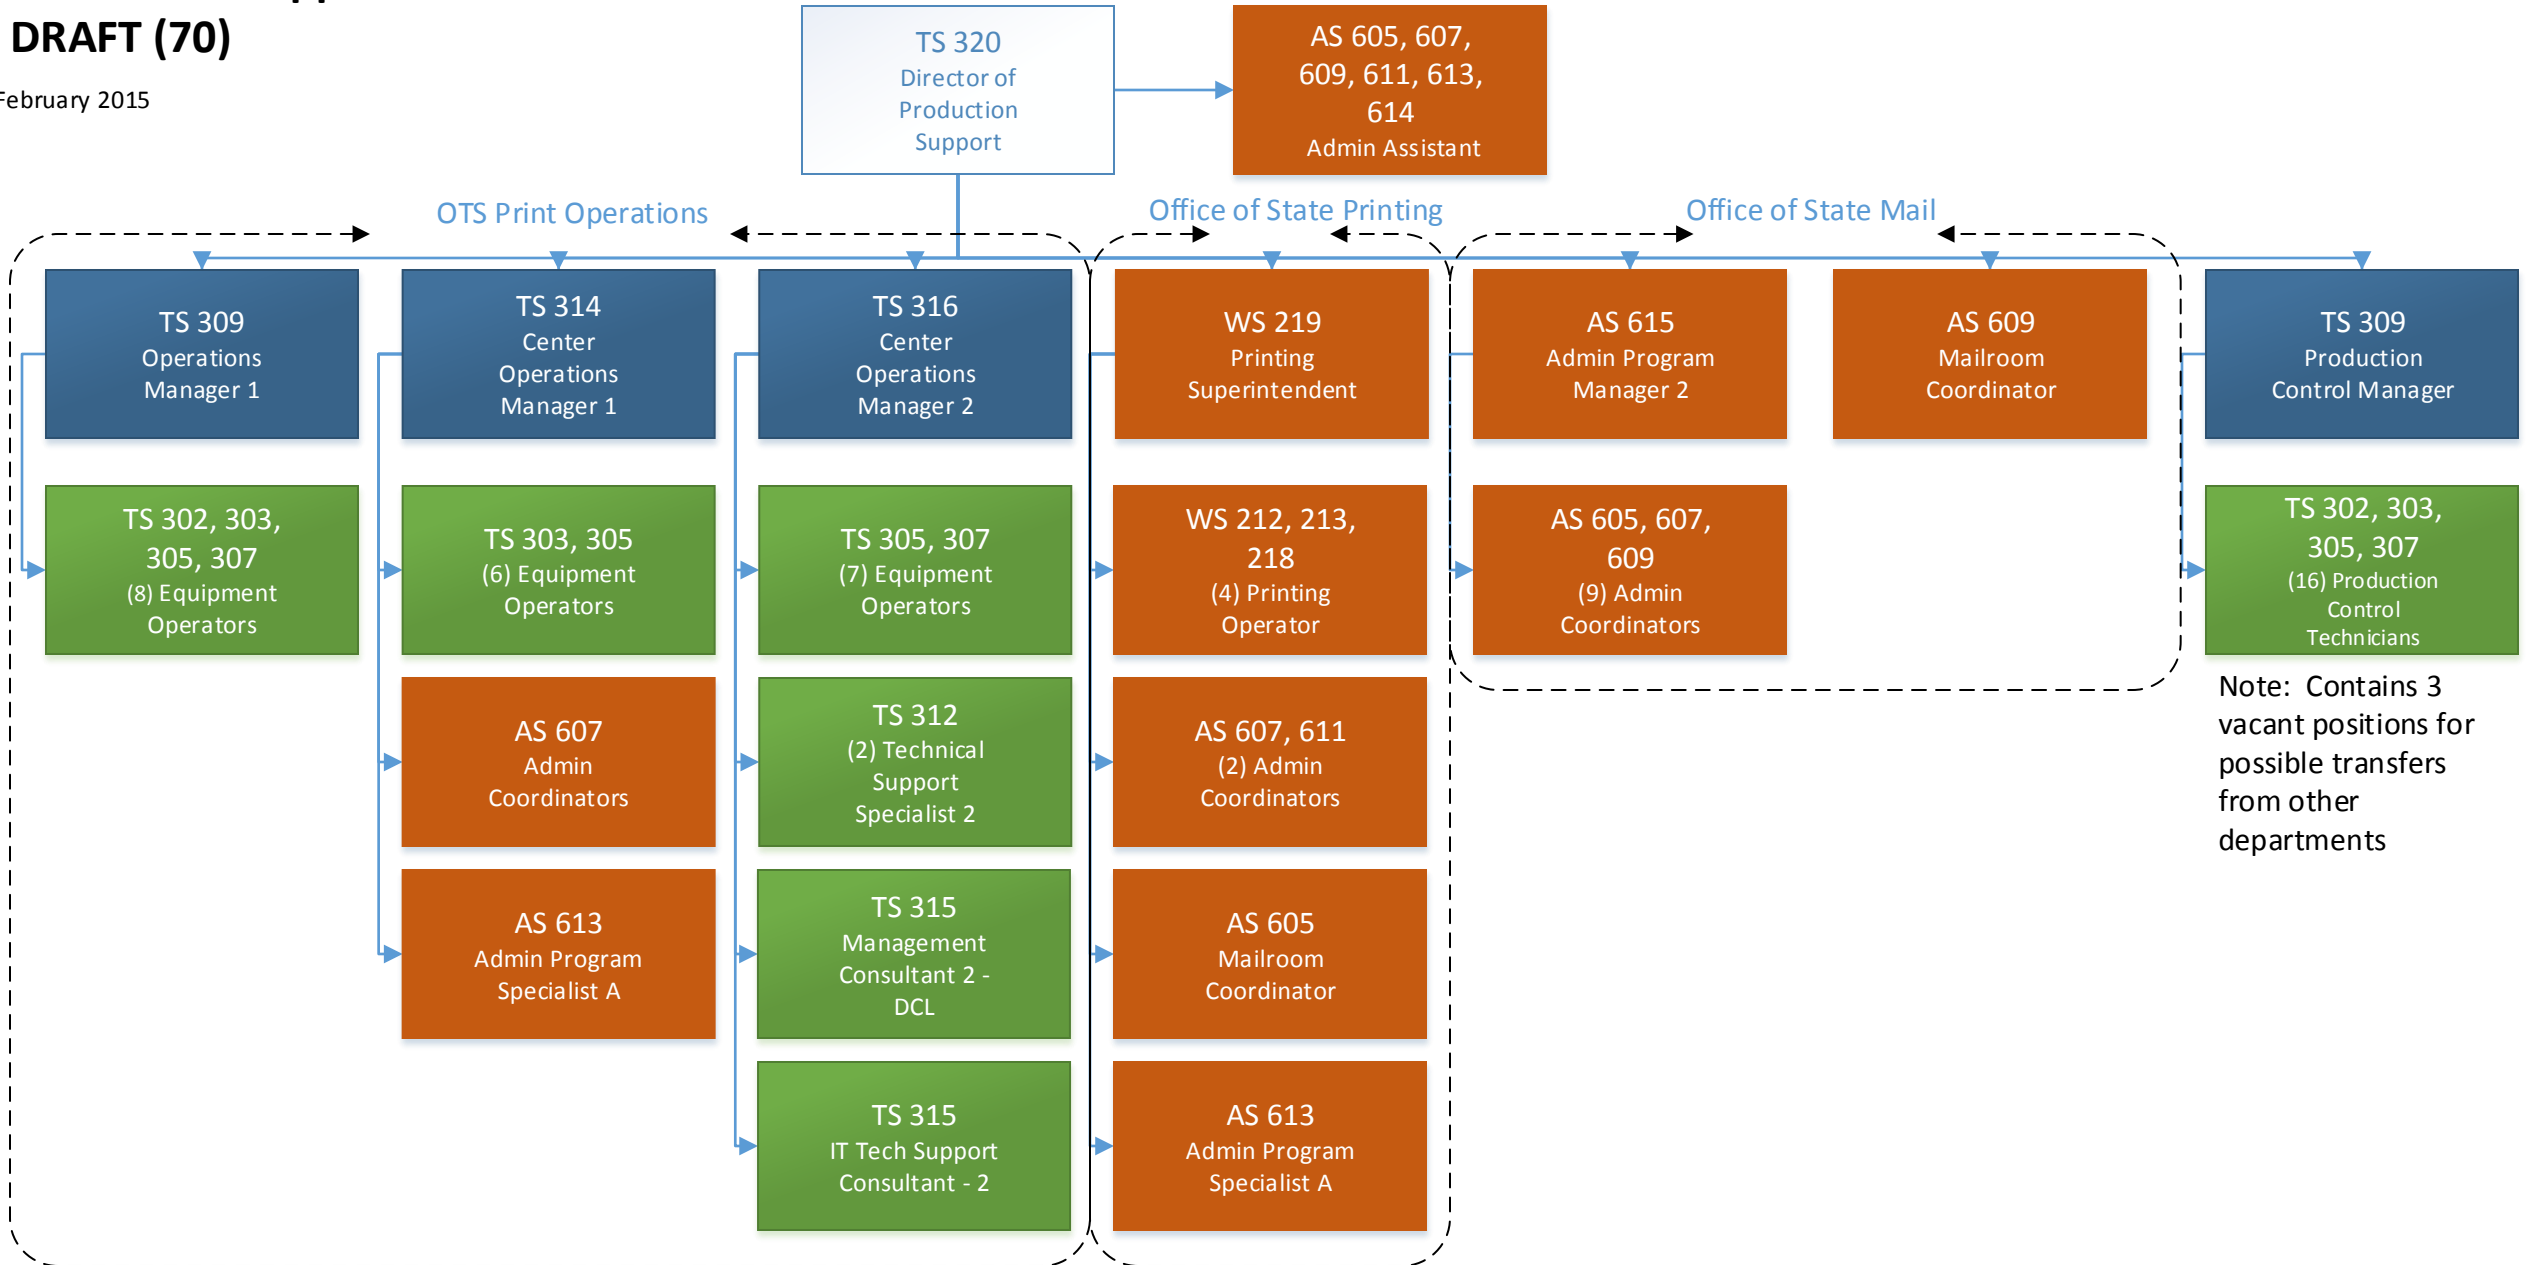 DRAFT (70)
February 2015
TS 320
Director of
Production
Support
AS 605, 607,
609, 611, 613,
614
Admin Assistant
OTS Print Operations
Office of State Printing
Office of State Mail
TS 309
Operations
Manager 1
TS 314
Center
Operations
Manager 1
TS 316
Center
Operations
Manager 2
WS 219
Printing
Superintendent
AS 615
Admin Program
Manager 2
AS 609
Mailroom
Coordinator
TS 309
Production
Control Manager
TS 302, 303,
305, 307
(8) Equipment
Operators
TS 303, 305
(6) Equipment
Operators
TS 305, 307
(7) Equipment
Operators
WS 212, 213,
218
(4) Printing
Operator
AS 605, 607,
609
(9) Admin
Coordinators
TS 302, 303,
305, 307
(16) Production
Control
Technicians
Note:  Contains 3
vacant positions for
possible transfers
from other
departments
AS 607
Admin
Coordinators
TS 312
(2) Technical
Support
Specialist 2
AS 607, 611
(2) Admin
Coordinators
AS 613
Admin Program
Specialist A
TS 315
Management
Consultant 2 -
DCL
AS 605
Mailroom
Coordinator
TS 315
IT Tech Support
Consultant - 2
AS 613
Admin Program
Specialist A